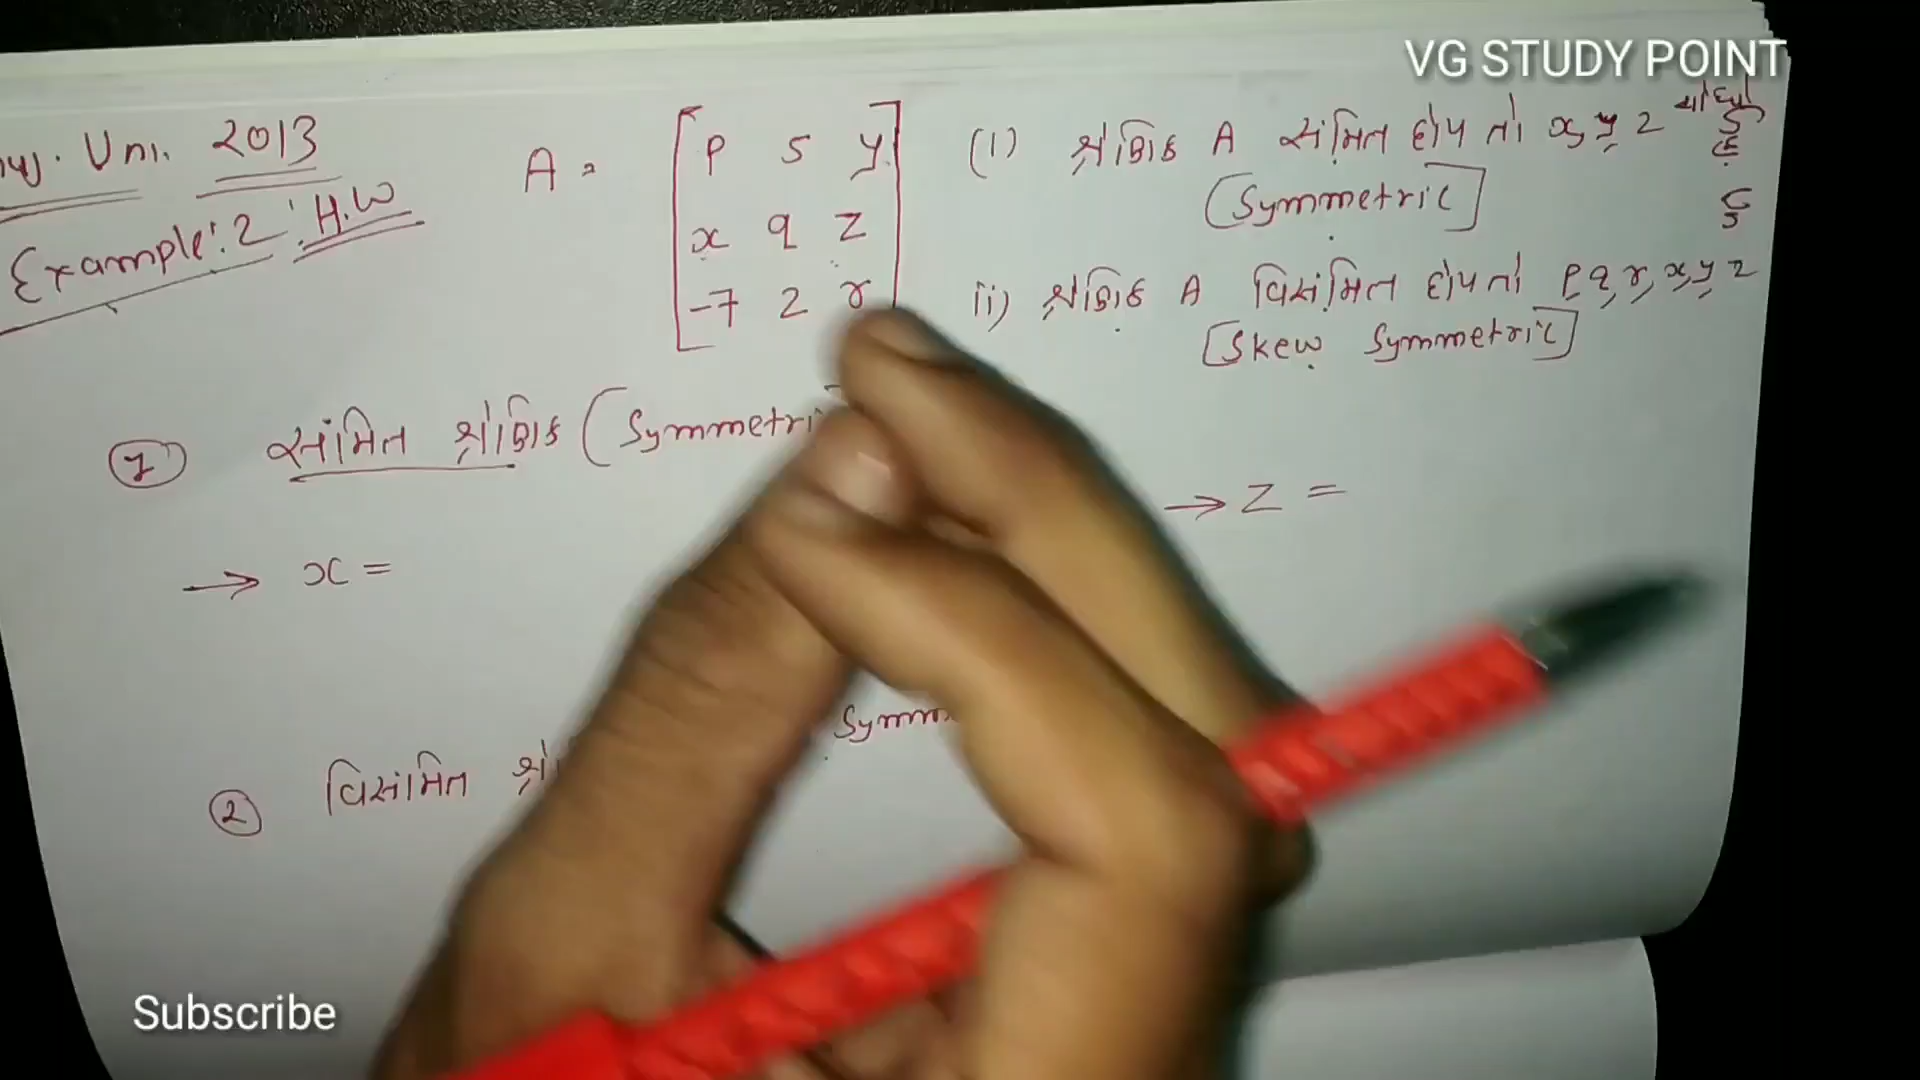 VG STUDY POINT
Uni. 2013
Example:2 H.W
A =
p 5 y
x q z
-7 2 r
(1) શ્રેણિક A સંમિત હોય તો x, y, z શોધો
[Symmetric]
ii) શ્રેણિક A વિસંમિત હોય તો p, q, r, x, y, z
[Skew Symmetric]
1 સંમિત શ્રેણિક (Symmetri
→ z =
→ x =
2 વિસંમિત
Symm
Subscribe